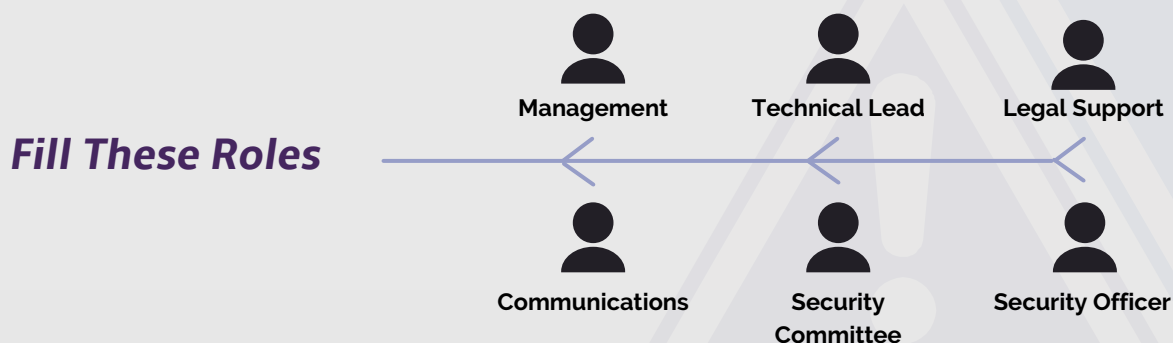 Management
Technical Lead
Legal Support
Fill These Roles
Communications
Security
Committee
Security Officer